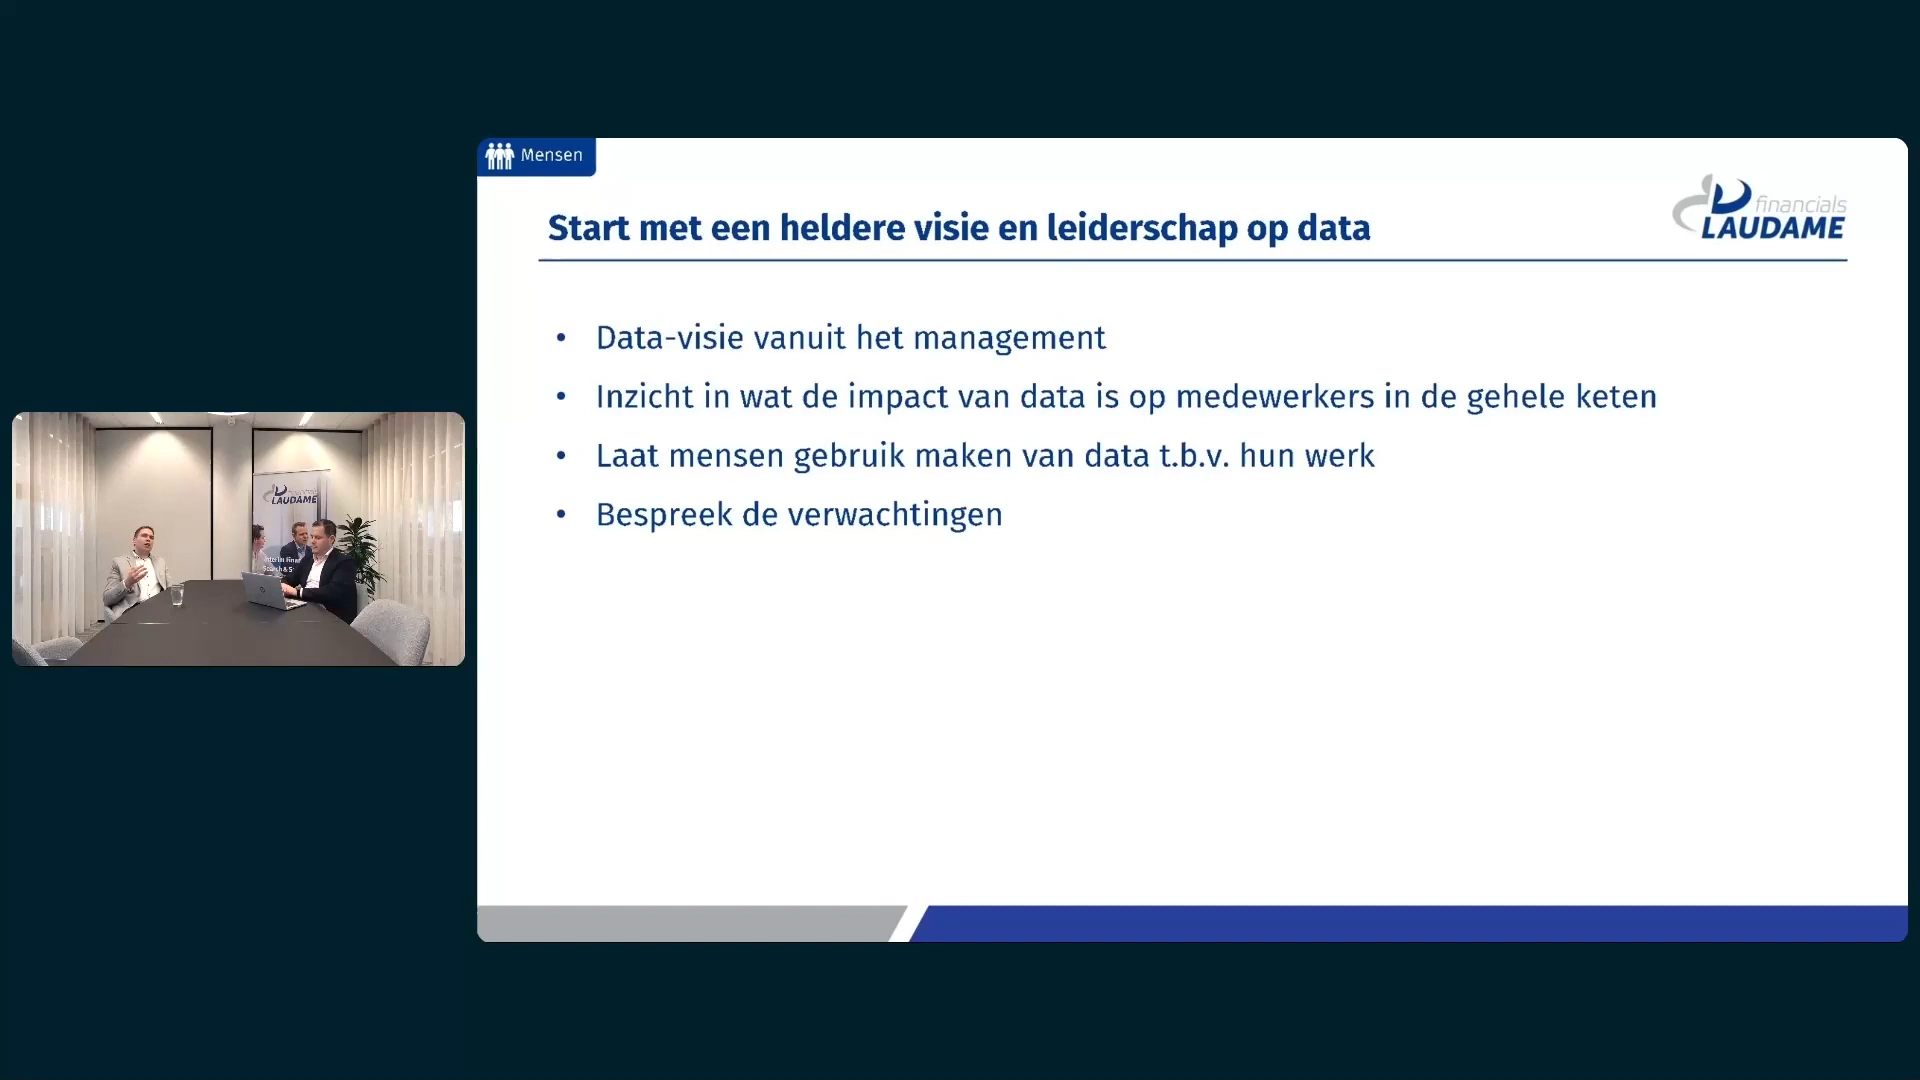 Mensen
Start met een heldere visie en leiderschap op data
financials
LAUDAME
• Data-visie vanuit het management
• Inzicht in wat de impact van data is op medewerkers in de gehele keten
• Laat mensen gebruik maken van data t.b.v. hun werk
• Bespreek de verwachtingen
LAUDAME